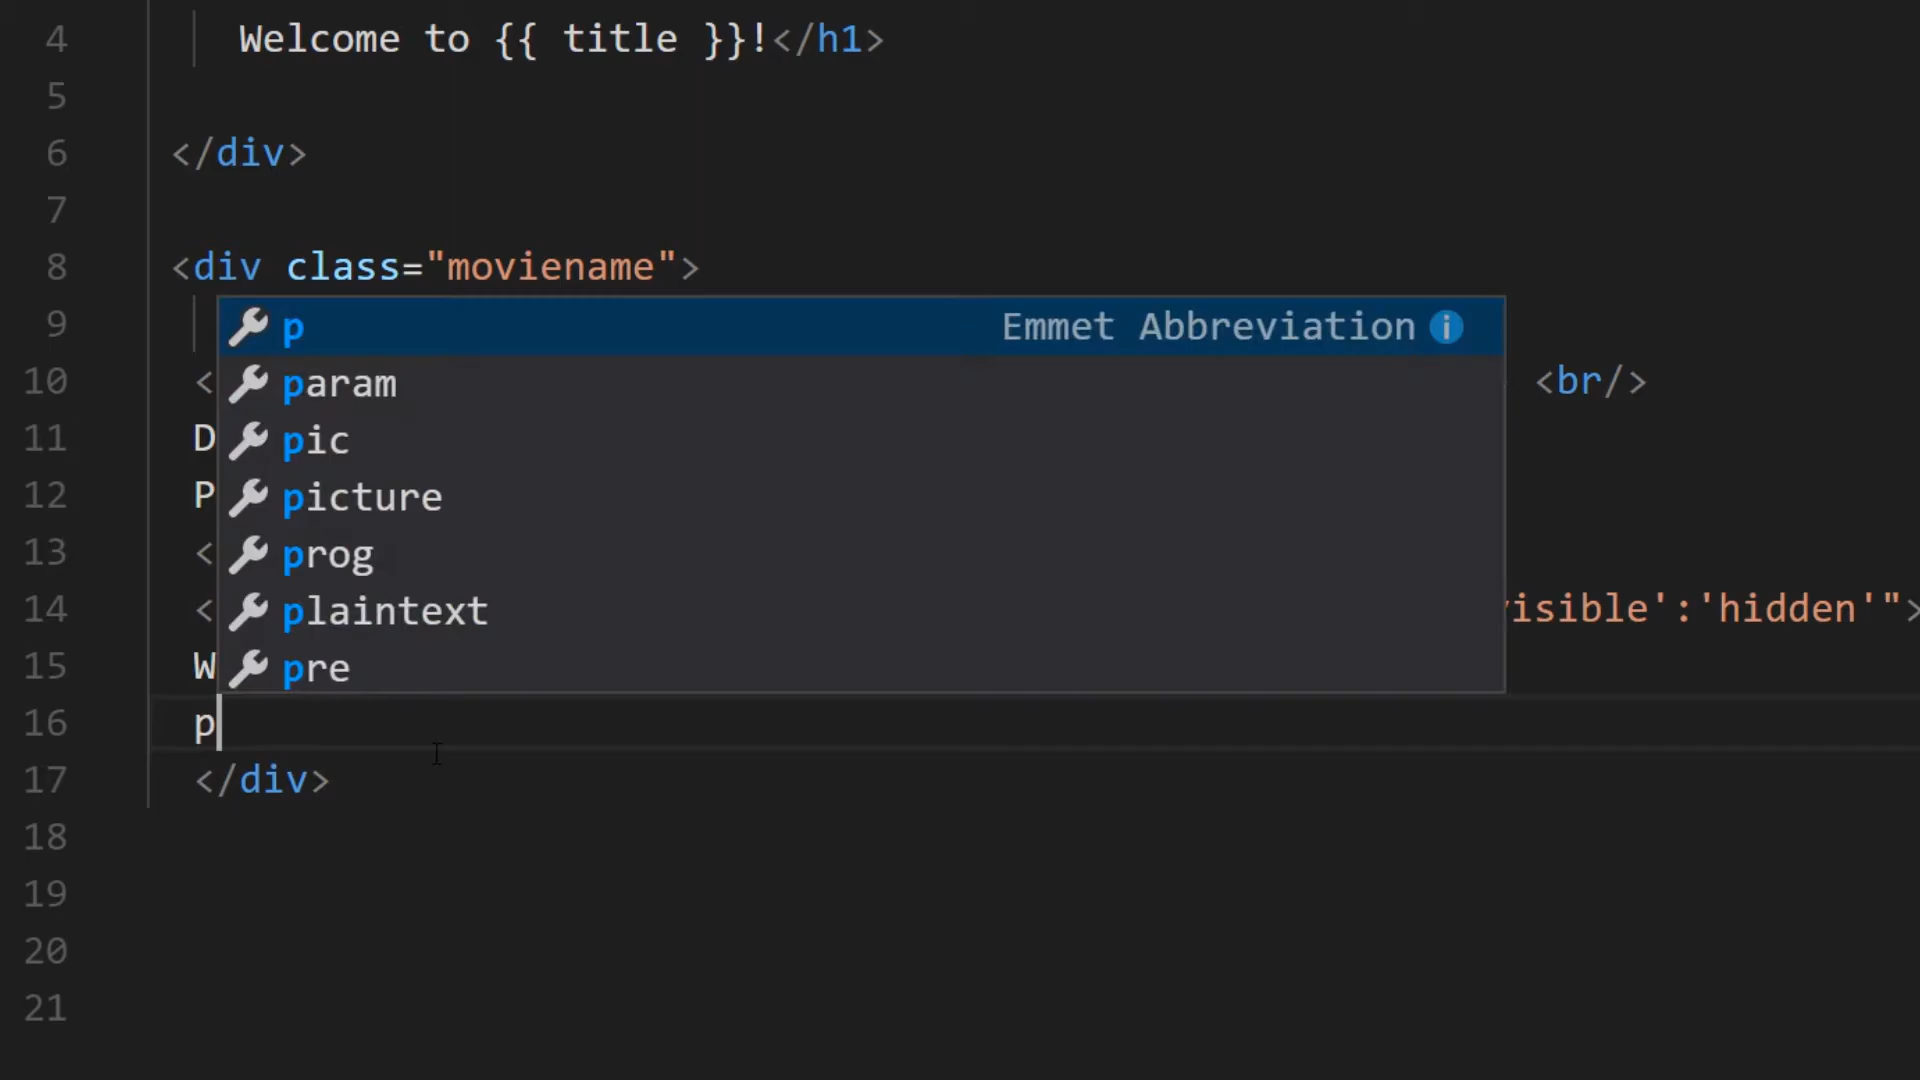 4 Welcome to {{ title }}!</h1>
5
6 </div>
7
8 <div class="moviename">
9 p Emmet Abbreviation i
10 < param <br/>
11 D pic
12 P picture
13 < prog
14 < plaintext isible':'hidden'">
15 W pre
16 p
17 </div>
18
19
20
21